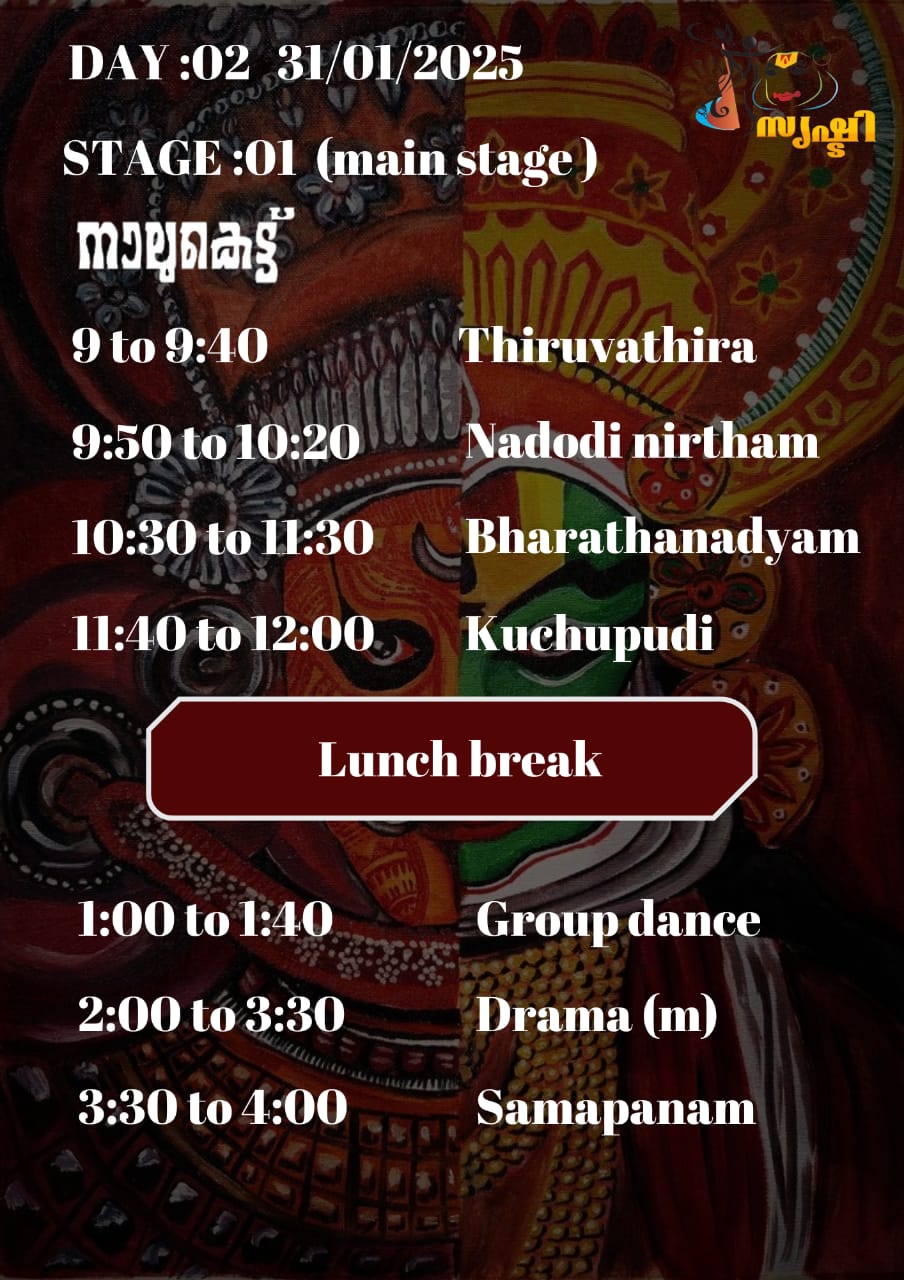 DAY :02 31/01/2025
സൃഷ്ടി
STAGE :01 (main stage)
നാലുകെട്ട്
9 to 9:40 Thiruvathira
9:50 to 10:20 Nadodi nirtham
10:30 to 11:30 Bharathanadyam
11:40 to 12:00 Kuchupudi
Lunch break
1:00 to 1:40 Group dance
2:00 to 3:30 Drama (m)
3:30 to 4:00 Samapanam